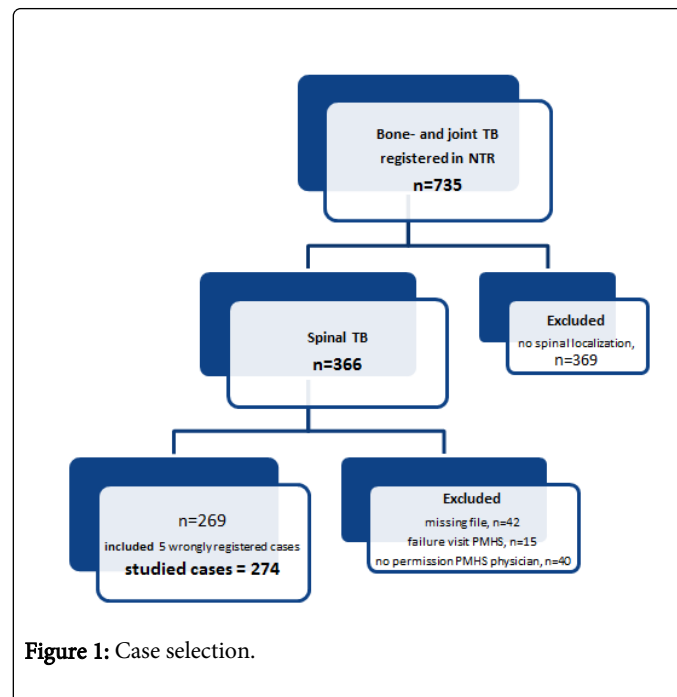 Bone- and joint TB
registered in NTR
n=735
Spinal TB
n=366
Excluded
no spinal localization,
n=369
n=269
included 5 wrongly registered cases
studied cases = 274
Excluded
missing file, n=42
failure visit PMHS, n=15
no permission PMHS physician, n=40
Figure 1: Case selection.